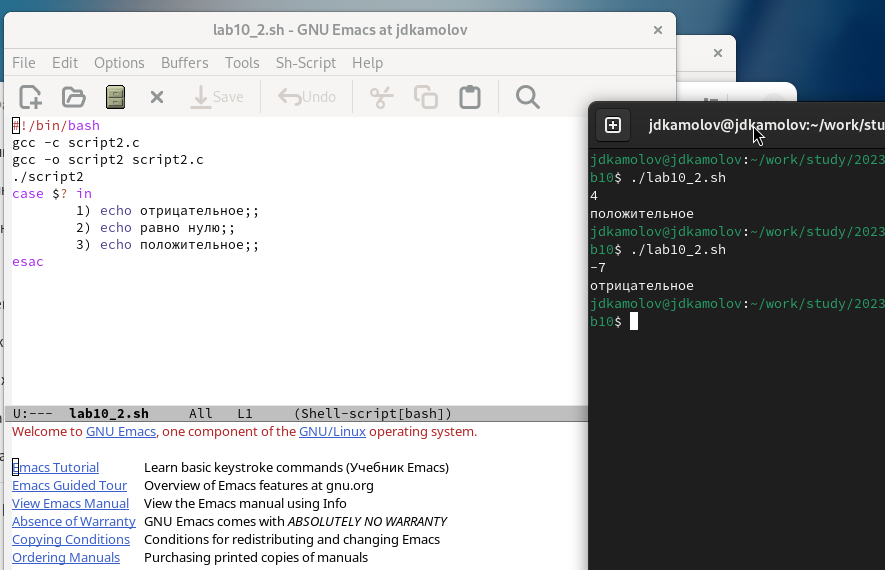 lab10_2.sh - GNU Emacs at jdkamolov
File Edit Options Buffers Tools Sh-Script Help
Save Undo
#!/bin/bash
gcc -c script2.c
gcc -o script2 script2.c
./script2
case $? in
1) echo отрицательное;;
2) echo равно нулю;;
3) echo положительное;;
esac
U:--- lab10_2.sh All L1 (Shell-script[bash])
Welcome to GNU Emacs, one component of the GNU/Linux operating system.
Emacs Tutorial Learn basic keystroke commands (Учебник Emacs)
Emacs Guided Tour Overview of Emacs features at gnu.org
View Emacs Manual View the Emacs manual using Info
Absence of Warranty GNU Emacs comes with ABSOLUTELY NO WARRANTY
Copying Conditions Conditions for redistributing and changing Emacs
Ordering Manuals Purchasing printed copies of manuals
jdkamolov@jdkamolov:~/work/stu
jdkamolov@jdkamolov:~/work/study/2023
b10$ ./lab10_2.sh
4
положительное
jdkamolov@jdkamolov:~/work/study/2023
b10$ ./lab10_2.sh
-7
отрицательное
jdkamolov@jdkamolov:~/work/study/2023
b10$